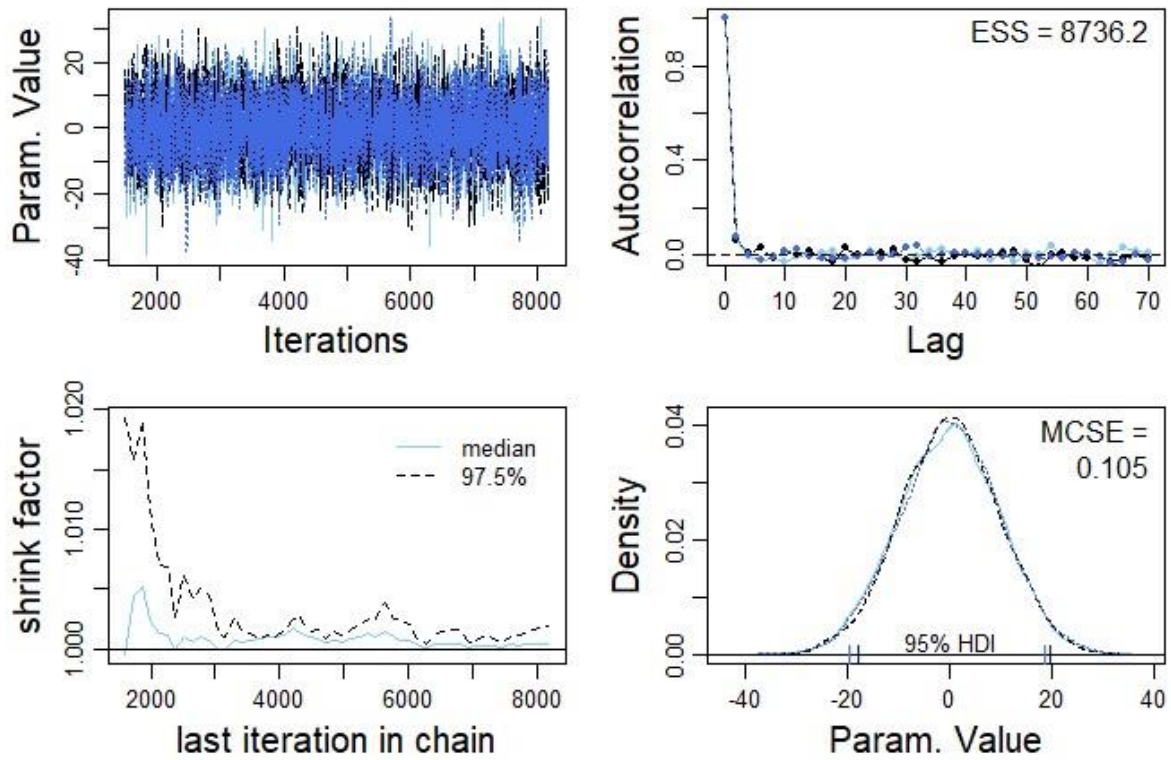 Param. Value
20
0
-20
-40
2000 4000 6000 8000
Iterations
Autocorrelation
0.8
0.4
0.0
ESS = 8736.2
0 10 20 30 40 50 60 70
Lag
shrink factor
1.020
1.010
1.000
median
97.5%
2000 4000 6000 8000
last iteration in chain
Density
0.04
0.02
0.00
MCSE =
0.105
95% HDI
-40 -20 0 20 40
Param. Value